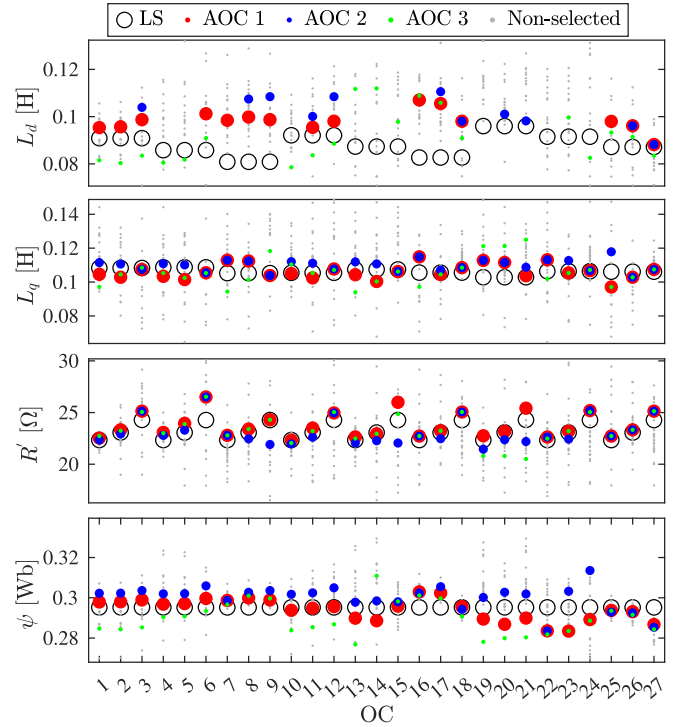 LS AOC 1 AOC 2 AOC 3 Non-selected
0.12
0.1
0.08
L_d [H]
0.14
0.12
0.1
0.08
L_q [H]
30
25
22
R' [Ω]
0.32
0.3
0.28
ψ [Wb]
1 2 3 4 5 6 7 8 9 10 11 12 13 14 15 16 17 18 19 20 21 22 23 24 25 26 27
OC